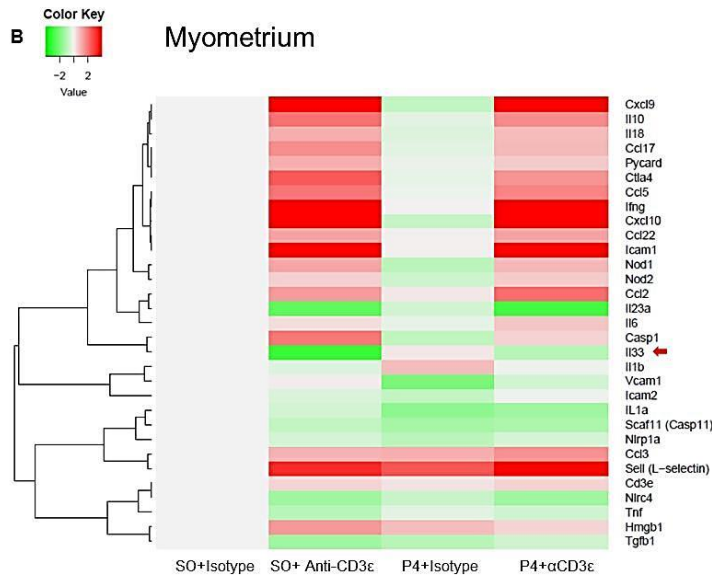 Color Key
B
Myometrium
−2
2
Value
Cxcl9
Il10
Il18
Ccl17
Pycard
Ctla4
Ccl5
Ifng
Cxcl10
Ccl22
Icam1
Nod1
Nod2
Ccl2
Il23a
Il6
Casp1
Il33
Il1b
Vcam1
Icam2
IL1a
Scaf11 (Casp11)
Nlrp1a
Ccl3
Sell (L−selectin)
Cd3e
Nlrc4
Tnf
Hmgb1
Tgfb1
SO+Isotype SO+ Anti-CD3ε P4+Isotype P4+αCD3ε